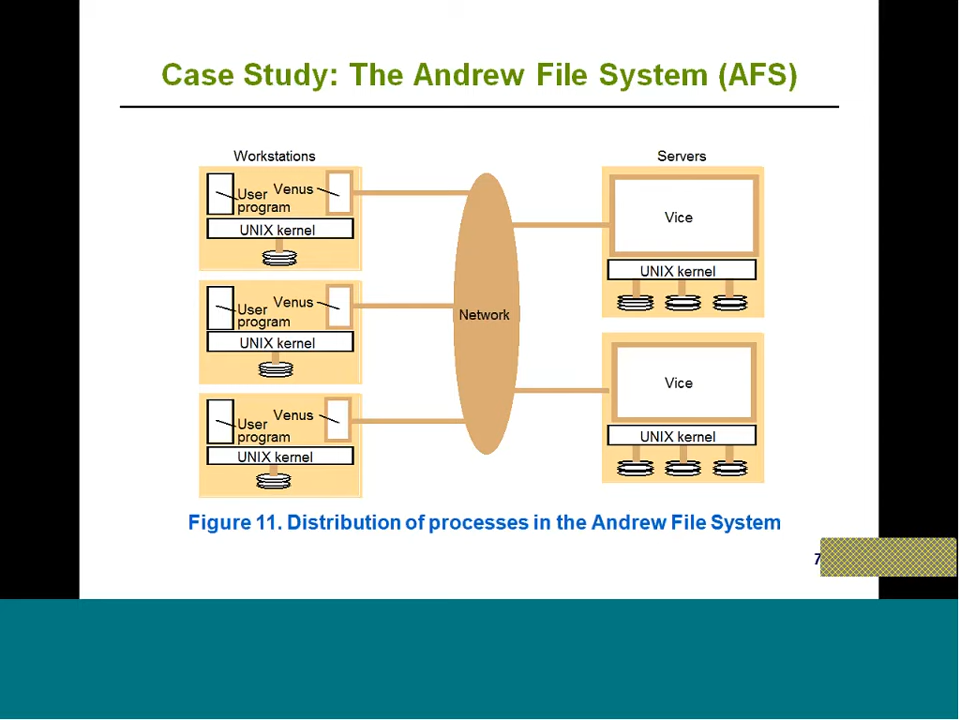 Case Study: The Andrew File System (AFS)
Workstations
Servers
User
program
Venus
UNIX kernel
User
program
Venus
UNIX kernel
User
program
Venus
UNIX kernel
Network
Vice
UNIX kernel
Vice
UNIX kernel
Figure 11. Distribution of processes in the Andrew File System
7